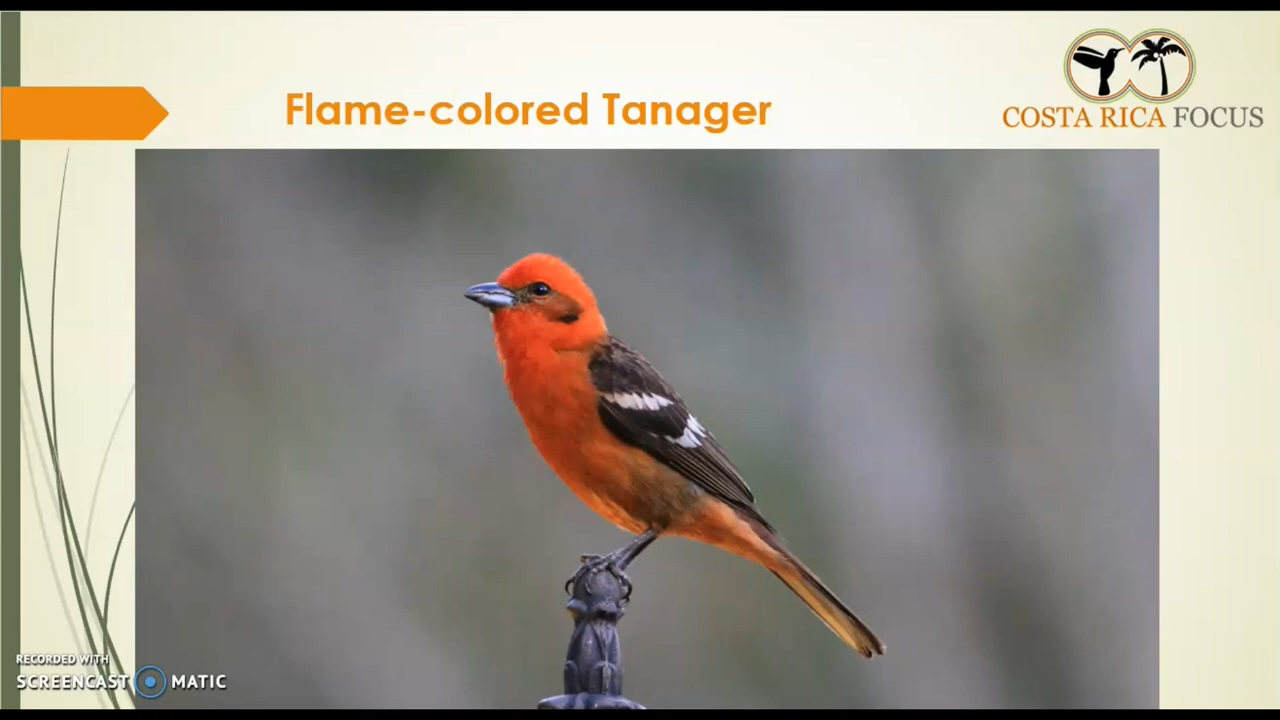 Flame-colored Tanager
COSTA RICA FOCUS
RECORDED WITH
SCREENCAST MATIC